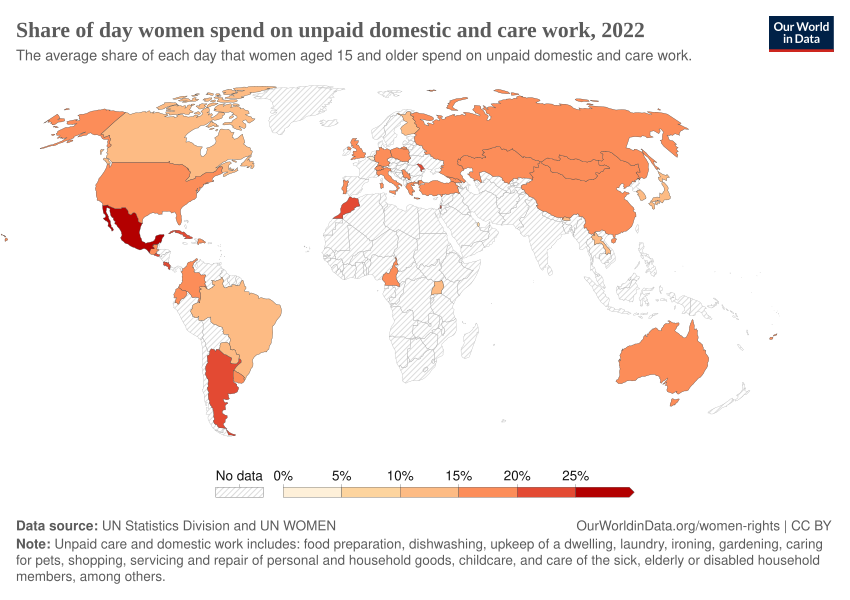 Share of day women spend on unpaid domestic and care work, 2022
Our World
in Data
The average share of each day that women aged 15 and older spend on unpaid domestic and care work.
No data
0%
5%
10%
15%
20%
25%
Data source: UN Statistics Division and UN WOMEN
OurWorldinData.org/women-rights | CC BY
Note: Unpaid care and domestic work includes: food preparation, dishwashing, upkeep of a dwelling, laundry, ironing, gardening, caring
for pets, shopping, servicing and repair of personal and household goods, childcare, and care of the sick, elderly or disabled household
members, among others.